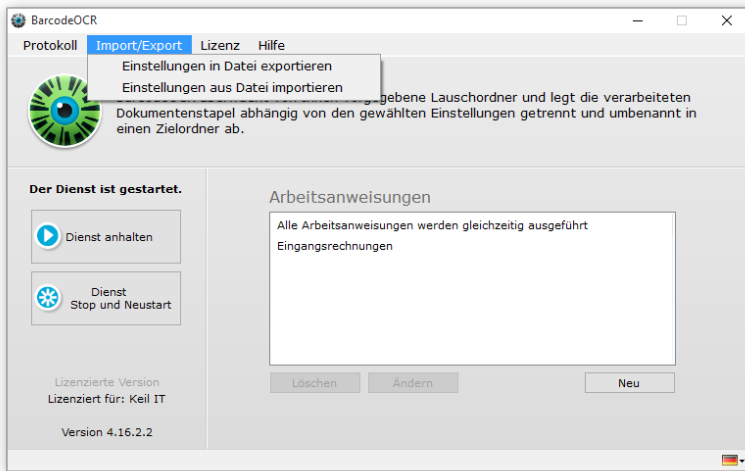 BarcodeOCR
Protokoll Import/Export Lizenz Hilfe
Einstellungen in Datei exportieren
Einstellungen aus Datei importieren
gebene Lauschordner und legt die verarbeiteten
Dokumentenstapel abhängig von den gewählten Einstellungen getrennt und umbenannt in
einen Zielordner ab.
Der Dienst ist gestartet.
Dienst anhalten
Dienst
Stop und Neustart
Lizenzierte Version
Lizenziert für: Keil IT
Version 4.16.2.2
Arbeitsanweisungen
Alle Arbeitsanweisungen werden gleichzeitig ausgeführt
Eingangsrechnungen
Löschen Ändern Neu